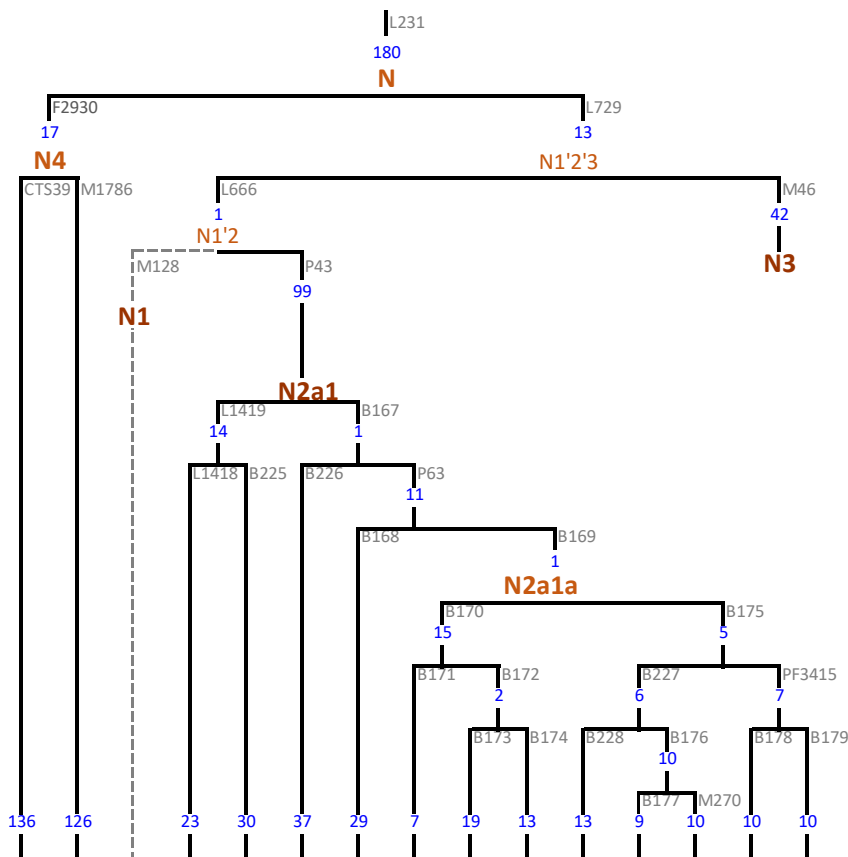 L231
180
N
F2930 L729
17 13
N4 N1'2'3
CTS39 M1786 L666 M46
1 42
N1'2
M128 P43 N3
99
N1
N2a1
L1419 B167
14 1
L1418 B225 B226 P63
11
B168 B169
1
N2a1a
B170 B175
15 5
B171 B172 B227 PF3415
2 6 7
B173 B174 B228 B176 B178 B179
10
B177 M270
136 126 23 30 37 29 7 19 13 13 9 10 10 10